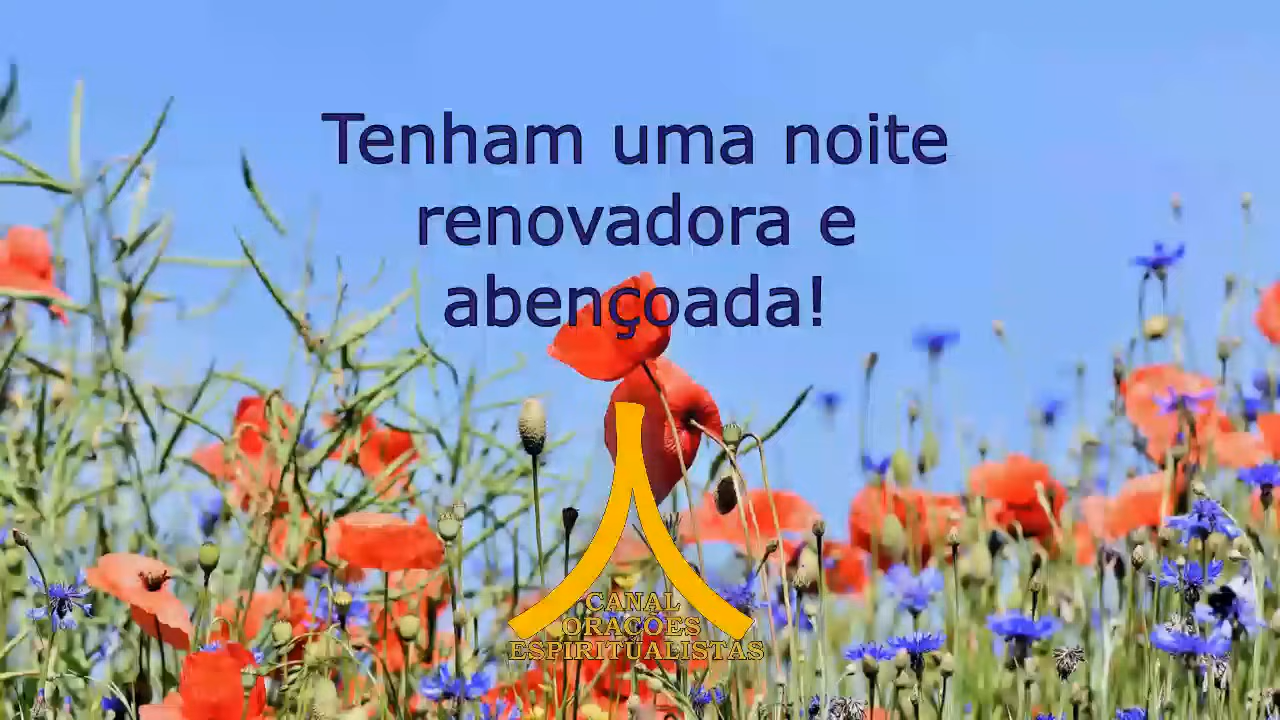 Tenham uma noite
renovadora e
abençoada!
CANAL
ORAÇÕES
ESPIRITUALISTAS